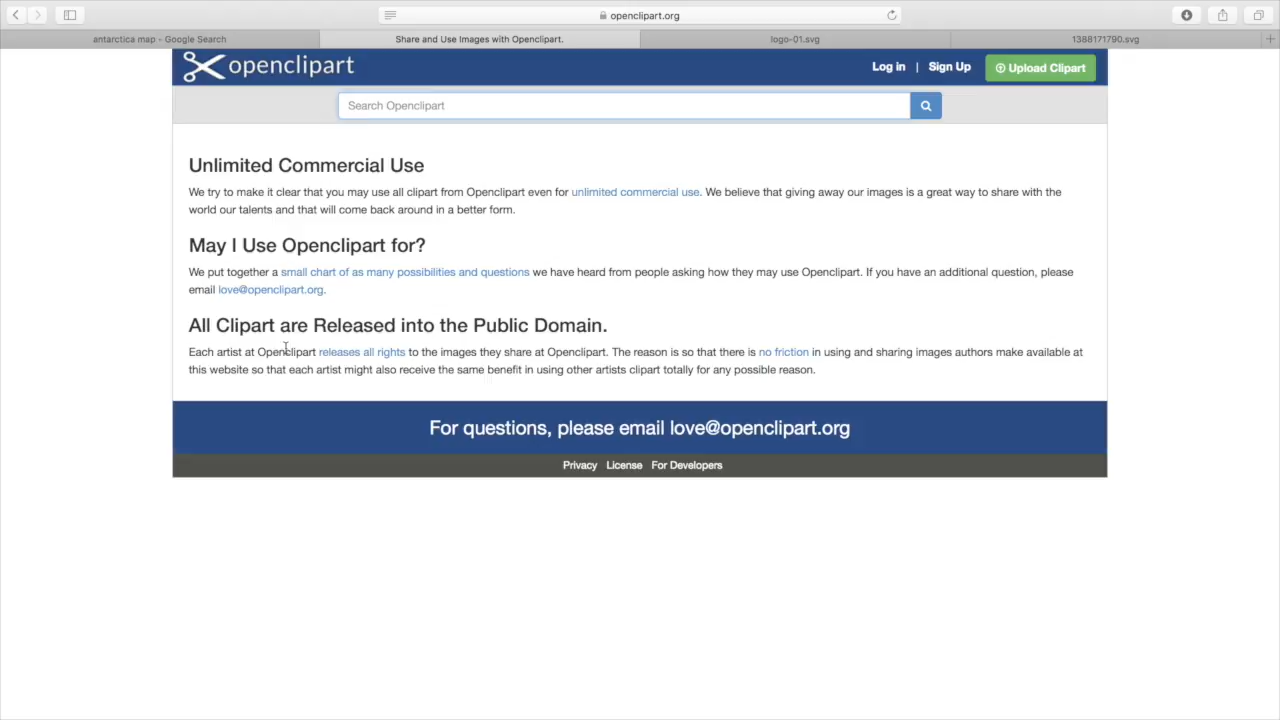 openclipart.org
antarctica map - Google Search
Share and Use Images with Openclipart.
logo-01.svg
1388171790.svg
openclipart
Log in | Sign Up
Upload Clipart
Search Openclipart
Unlimited Commercial Use
We try to make it clear that you may use all clipart from Openclipart even for unlimited commercial use. We believe that giving away our images is a great way to share with the
world our talents and that will come back around in a better form.
May I Use Openclipart for?
We put together a small chart of as many possibilities and questions we have heard from people asking how they may use Openclipart. If you have an additional question, please
email love@openclipart.org.
All Clipart are Released into the Public Domain.
Each artist at Openclipart releases all rights to the images they share at Openclipart. The reason is so that there is no friction in using and sharing images authors make available at
this website so that each artist might also receive the same benefit in using other artists clipart totally for any possible reason.
For questions, please email love@openclipart.org
Privacy License For Developers